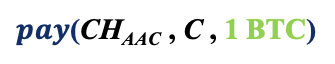 pay(CH_AAC , C , 1 BTC)